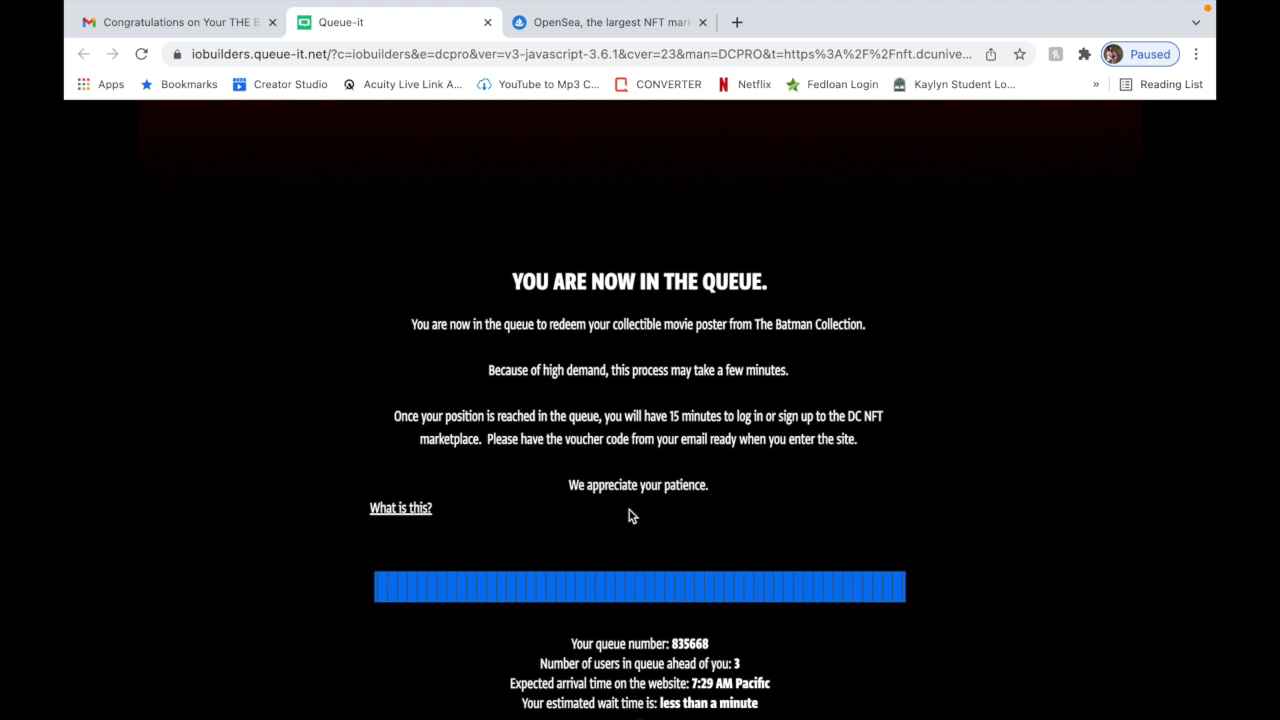 Congratulations on Your THE B
Queue-it
OpenSea, the largest NFT mar
iobuilders.queue-it.net/?c=iobuilders&e=dcpro&ver=v3-javascript-3.6.1&cver=23&man=DCPRO&t=https%3A%2F%2Fnft.dcunive...
Paused
Apps
Bookmarks
Creator Studio
Acuity Live Link A...
YouTube to Mp3 C...
CONVERTER
Netflix
Fedloan Login
Kaylyn Student Lo...
»
Reading List
YOU ARE NOW IN THE QUEUE.
You are now in the queue to redeem your collectible movie poster from The Batman Collection.
Because of high demand, this process may take a few minutes.
Once your position is reached in the queue, you will have 15 minutes to log in or sign up to the DC NFT
marketplace. Please have the voucher code from your email ready when you enter the site.
We appreciate your patience.
What is this?
Your queue number: 835668
Number of users in queue ahead of you: 3
Expected arrival time on the website: 7:29 AM Pacific
Your estimated wait time is: less than a minute